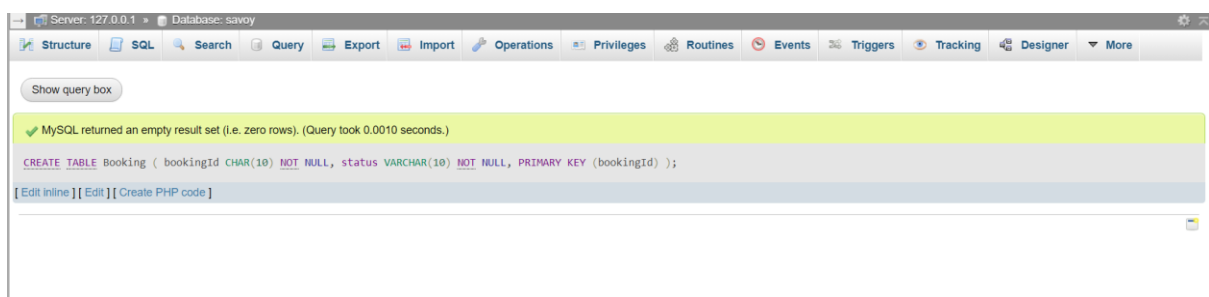 Server: 127.0.0.1 » Database: savoy
Structure SQL Search Query Export Import Operations Privileges Routines Events Triggers Tracking Designer More
Show query box
MySQL returned an empty result set (i.e. zero rows). (Query took 0.0010 seconds.)
CREATE TABLE Booking ( bookingId CHAR(10) NOT NULL, status VARCHAR(10) NOT NULL, PRIMARY KEY (bookingId) );
[ Edit inline ] [ Edit ] [ Create PHP code ]